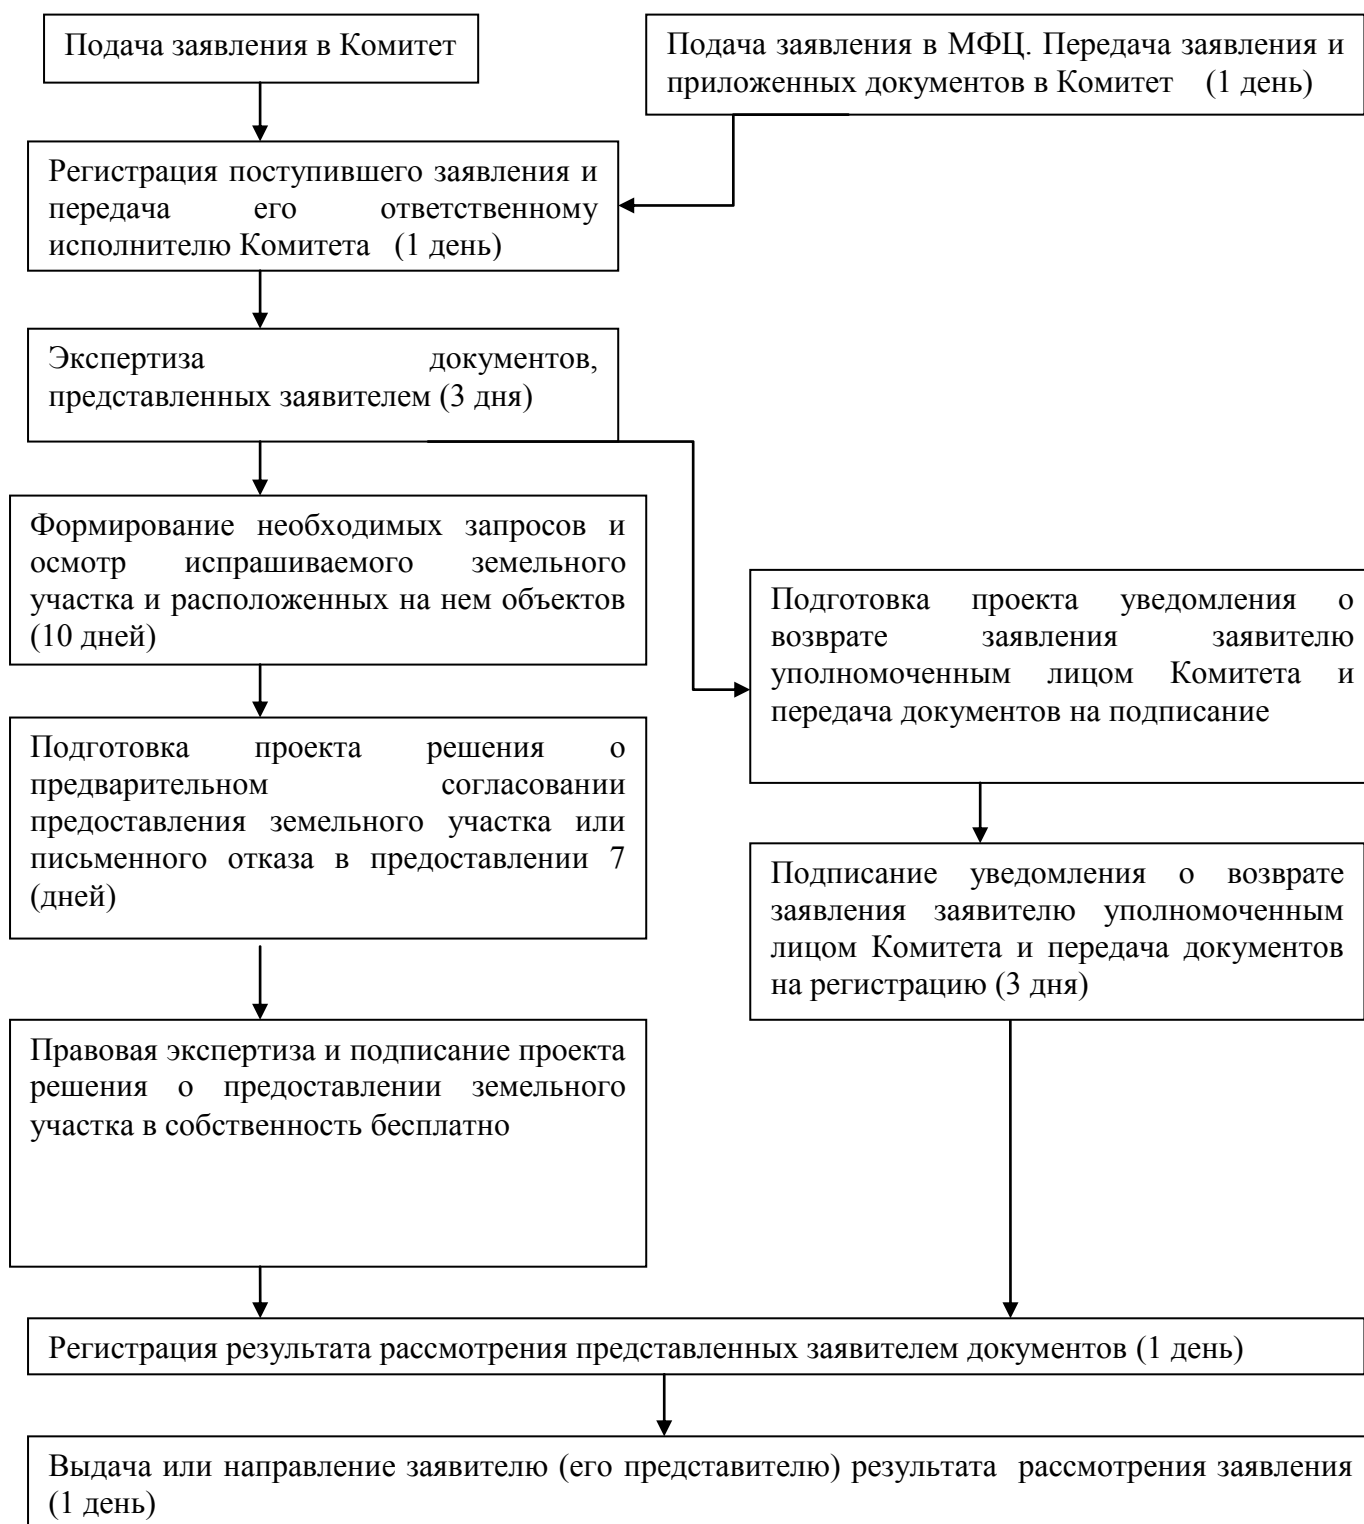 Подача заявления в Комитет
Подача заявления в МФЦ. Передача заявления и
приложенных документов в Комитет (1 день)
Регистрация поступившего заявления и
передача его ответственному
исполнителю Комитета (1 день)
Экспертиза документов,
представленных заявителем (3 дня)
Формирование необходимых запросов и
осмотр испрашиваемого земельного
участка и расположенных на нем объектов
(10 дней)
Подготовка проекта уведомления о
возврате заявления заявителю
уполномоченным лицом Комитета и
передача документов на подписание
Подготовка проекта решения о
предварительном согласовании
предоставления земельного участка или
письменного отказа в предоставлении 7
(дней)
Подписание уведомления о возврате
заявления заявителю уполномоченным
лицом Комитета и передача документов
на регистрацию (3 дня)
Правовая экспертиза и подписание проекта
решения о предоставлении земельного
участка в собственность бесплатно
Регистрация результата рассмотрения представленных заявителем документов (1 день)
Выдача или направление заявителю (его представителю) результата рассмотрения заявления
(1 день)